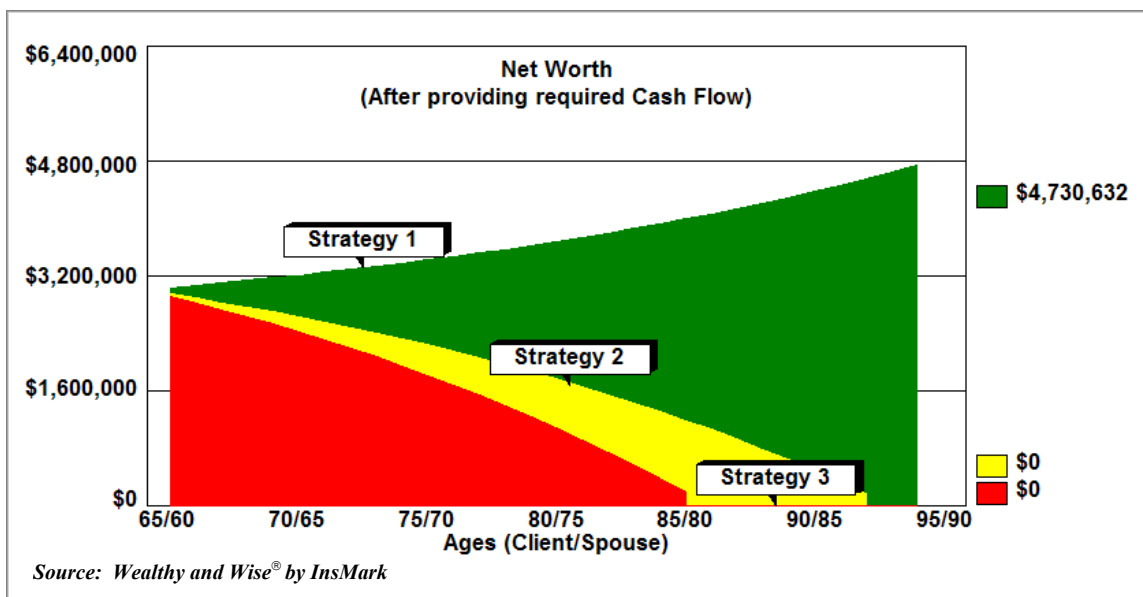 Net Worth
(After providing required Cash Flow)
$6,400,000
$4,800,000
$3,200,000
$1,600,000
$0
Strategy 1
Strategy 2
Strategy 3
$4,730,632
$0
$0
65/60 70/65 75/70 80/75 85/80 90/85 95/90
Ages (Client/Spouse)
Source: Wealthy and Wise® by InsMark